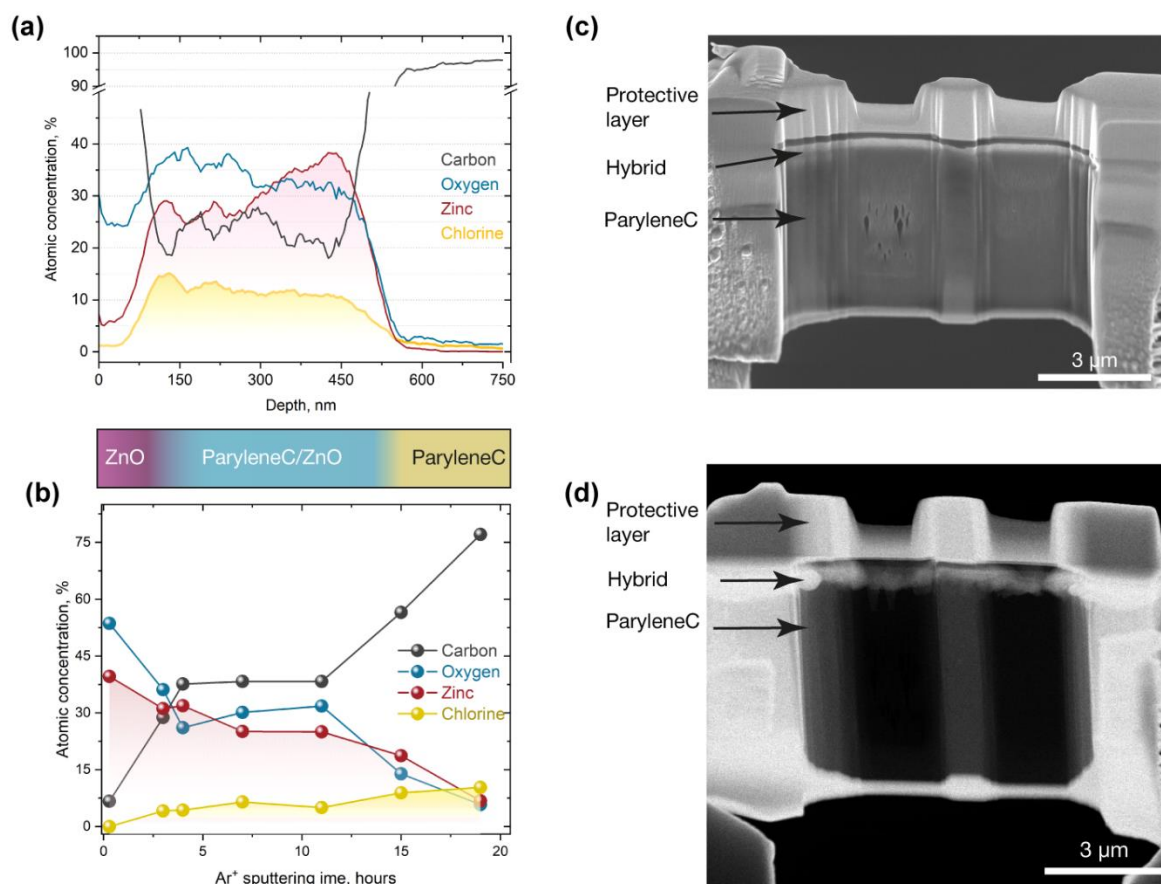 (a)
100
95
90
40
30
20
10
0
Atomic concentration, %
Carbon
Oxygen
Zinc
Chlorine
0
150
300
450
600
750
Depth, nm
ZnO
ParyleneC/ZnO
ParyleneC
(b)
75
60
45
30
15
0
Atomic concentration, %
Carbon
Oxygen
Zinc
Chlorine
0
5
10
15
20
Ar⁺ sputtering ime, hours
(c)
Protective
layer
Hybrid
ParyleneC
3 µm
(d)
Protective
layer
Hybrid
ParyleneC
3 µm